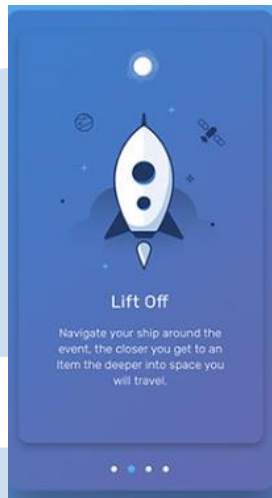 Lift Off
Navigate your ship around the
event, the closer you get to an
Item the deeper into space you
will travel.